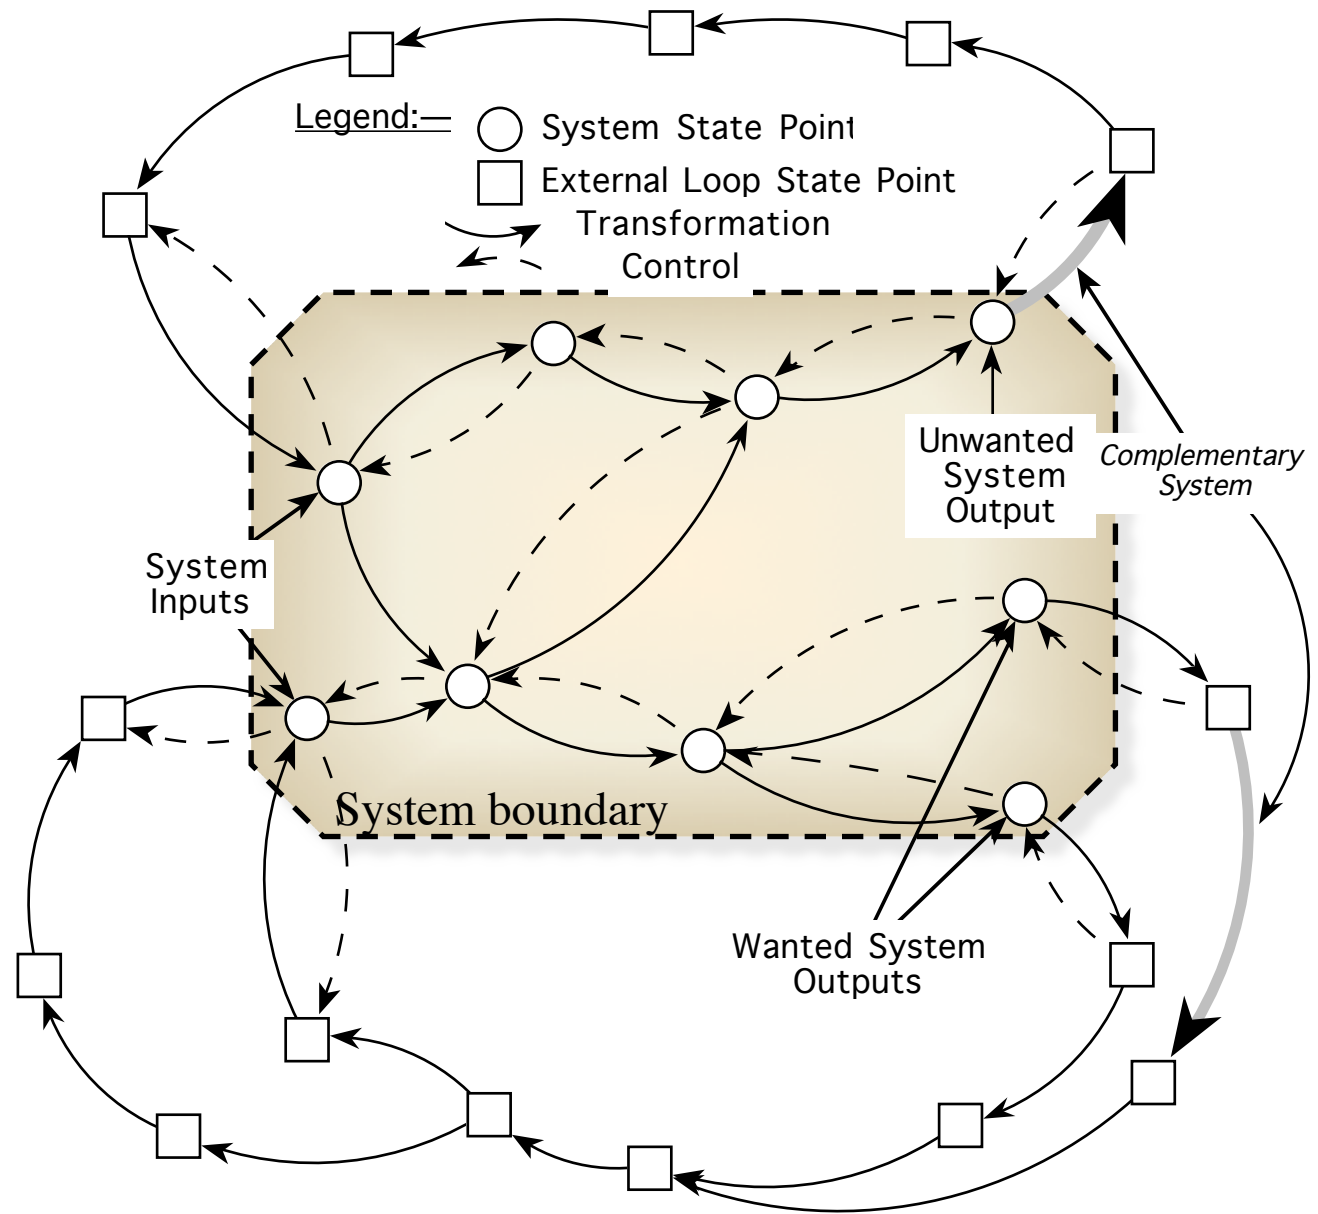 Legend:—
System State Point
External Loop State Point
Transformation
Control
Unwanted
System
Output
Complementary
System
System
Inputs
System boundary
Wanted System
Outputs